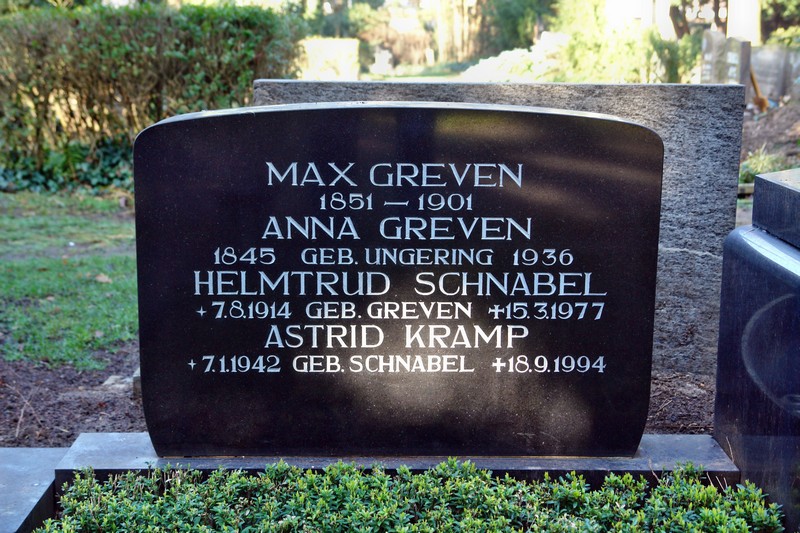 MAX GREVEN
1851 — 1901
ANNA GREVEN
1845 GEB. UNGERING 1936
HELMTRUD SCHNABEL
⋆7.8.1914 GEB. GREVEN ✝15.3.1977
ASTRID KRAMP
⋆7.1.1942 GEB. SCHNABEL ✝18.9.1994